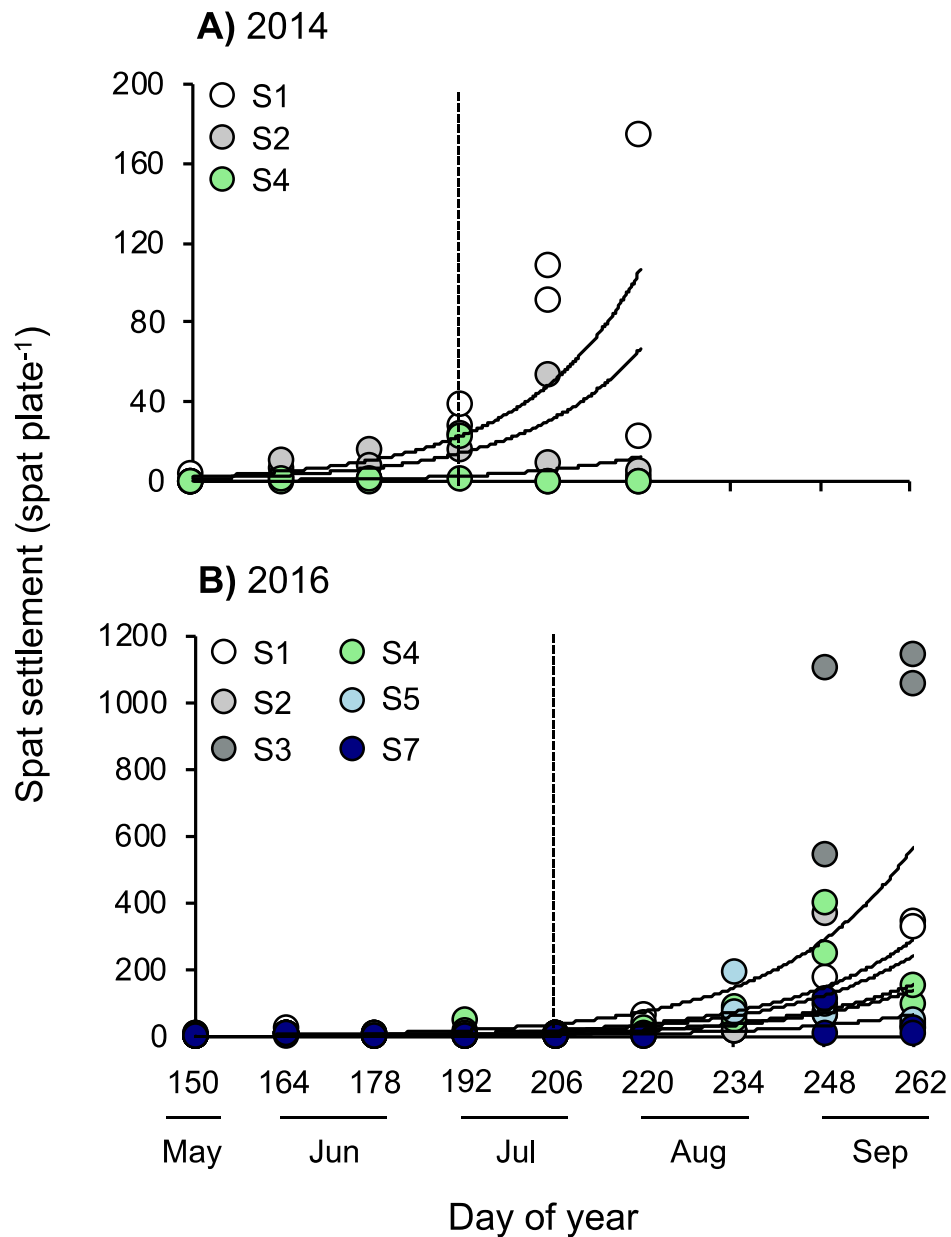 A) 2014
200
160
120
80
40
0
S1
S2
S4
Spat settlement (spat plate-1)
B) 2016
1200
1000
800
600
400
200
0
S1 S4
S2 S5
S3 S7
150 164 178 192 206 220 234 248 262
May Jun Jul Aug Sep
Day of year